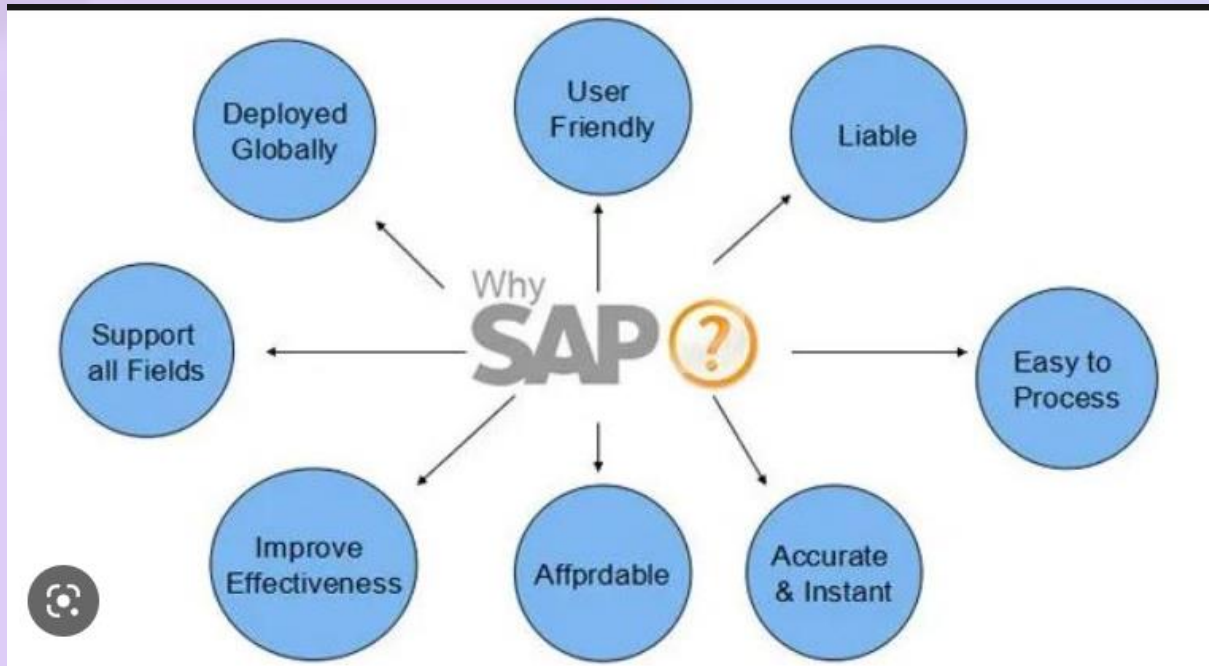 Deployed
Globally
User
Friendly
Liable
Why
SAP ?
Support
all Fields
Easy to
Process
Improve
Effectiveness
Affprdable
Accurate
& Instant